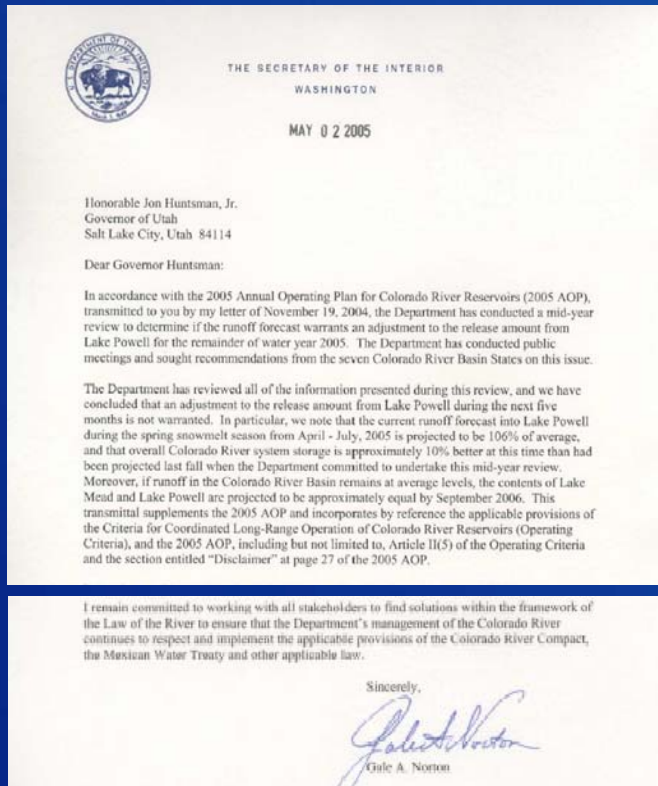 U.S. DEPARTMENT OF THE INTERIOR
March 3, 1849
THE SECRETARY OF THE INTERIOR
WASHINGTON
MAY 02 2005
Honorable Jon Huntsman, Jr.
Governor of Utah
Salt Lake City, Utah 84114
Dear Governor Huntsman:
In accordance with the 2005 Annual Operating Plan for Colorado River Reservoirs (2005 AOP),
transmitted to you by my letter of November 19, 2004, the Department has conducted a mid-year
review to determine if the runoff forecast warrants an adjustment to the release amount from
Lake Powell for the remainder of water year 2005. The Department has conducted public
meetings and sought recommendations from the seven Colorado River Basin States on this issue.
The Department has reviewed all of the information presented during this review, and we have
concluded that an adjustment to the release amount from Lake Powell during the next five
months is not warranted. In particular, we note that the current runoff forecast into Lake Powell
during the spring snowmelt season from April - July, 2005 is projected to be 106% of average,
and that overall Colorado River system storage is approximately 10% better at this time than had
been projected last fall when the Department committed to undertake this mid-year review.
Moreover, if runoff in the Colorado River Basin remains at average levels, the contents of Lake
Mead and Lake Powell are projected to be approximately equal by September 2006. This
transmittal supplements the 2005 AOP and incorporates by reference the applicable provisions of
the Criteria for Coordinated Long-Range Operation of Colorado River Reservoirs (Operating
Criteria), and the 2005 AOP, including but not limited to, Article II(5) of the Operating Criteria
and the section entitled "Disclaimer" at page 27 of the 2005 AOP.
I remain committed to working with all stakeholders to find solutions within the framework of
the Law of the River to ensure that the Department's management of the Colorado River
continues to respect and implement the applicable provisions of the Colorado River Compact,
the Mexican Water Treaty and other applicable law.
Sincerely,
Gale A Norton
Gale A. Norton